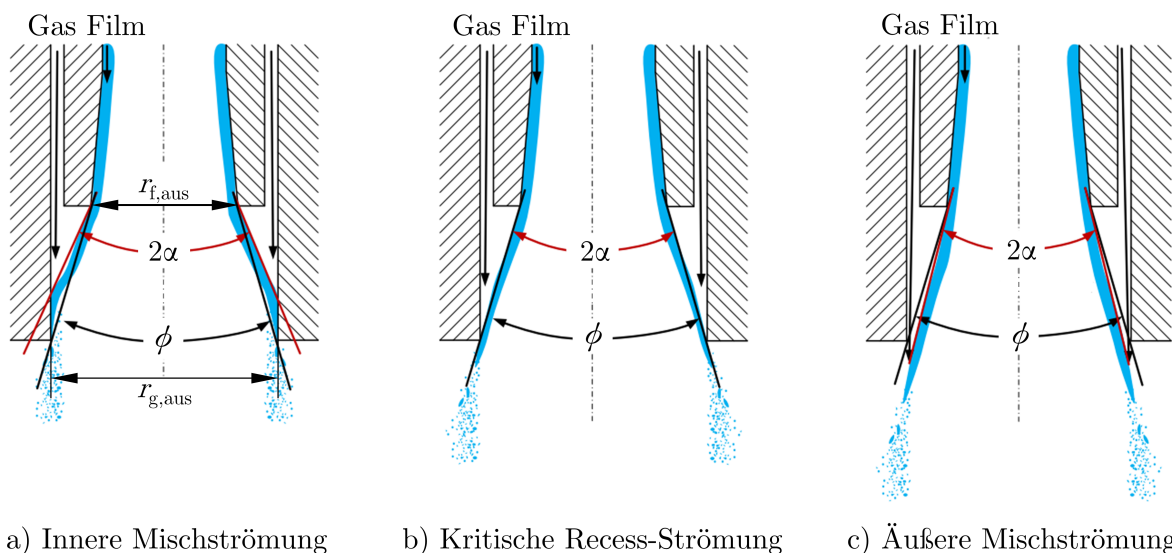 Gas Film
Gas Film
Gas Film
r_f,aus
2α
2α
2α
ϕ
ϕ
ϕ
r_g,aus
a) Innere Mischströmung
b) Kritische Recess-Strömung
c) Äußere Mischströmung